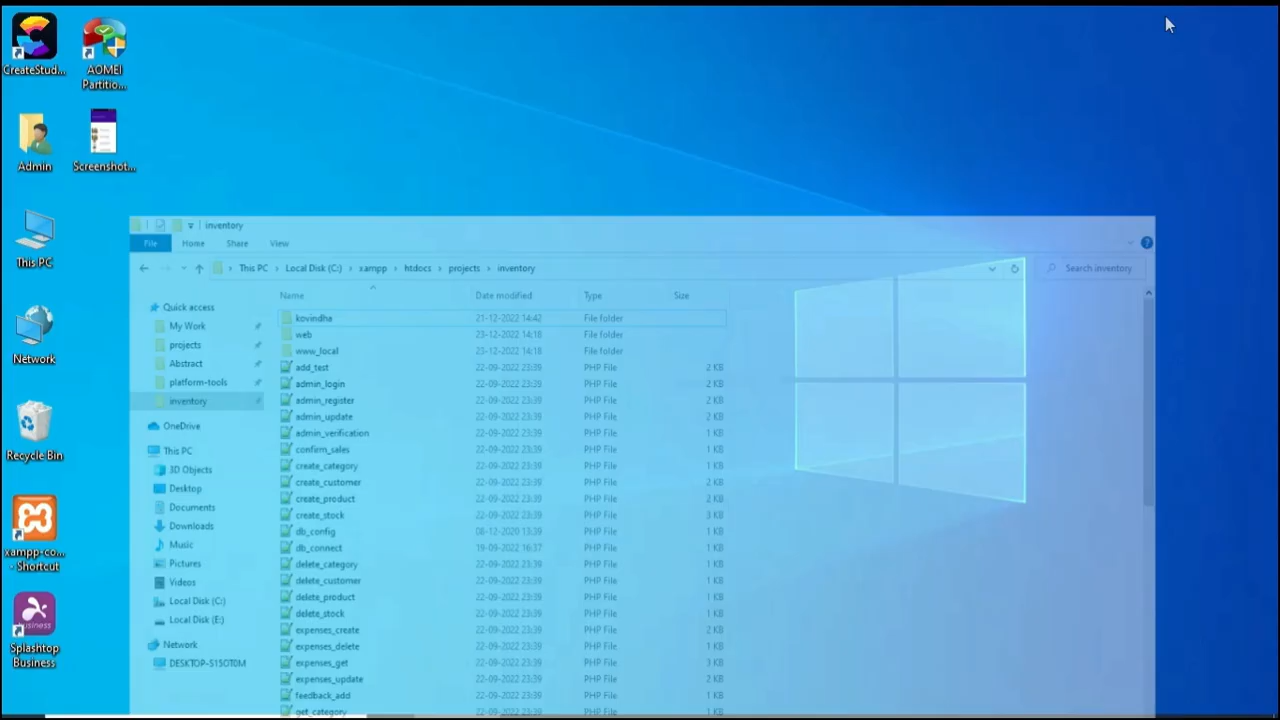 CreateStud...
AOMEI
Partitio...
Admin
Screenshot...
This PC
Network
Recycle Bin
xampp-co...
- Shortcut
Splashtop
Business
inventory
File Home Share View
This PC › Local Disk (C:) › xampp › htdocs › projects › inventory
Search inventory
Quick access
My Work
projects
Abstract
platform-tools
inventory
OneDrive
This PC
3D Objects
Desktop
Documents
Downloads
Music
Pictures
Videos
Local Disk (C:)
Local Disk (E:)
Network
DESKTOP-S15OT0M
Name Date modified Type Size
kovindha 21-12-2022 14:42 File folder
web 23-12-2022 14:18 File folder
www_local 23-12-2022 14:18 File folder
add_test 22-09-2022 23:39 PHP File 2 KB
admin_login 22-09-2022 23:39 PHP File 2 KB
admin_register 22-09-2022 23:39 PHP File 2 KB
admin_update 22-09-2022 23:39 PHP File 2 KB
admin_verification 22-09-2022 23:39 PHP File 1 KB
confirm_sales 22-09-2022 23:39 PHP File 1 KB
create_category 22-09-2022 23:39 PHP File 1 KB
create_customer 22-09-2022 23:39 PHP File 2 KB
create_product 22-09-2022 23:39 PHP File 2 KB
create_stock 22-09-2022 23:39 PHP File 3 KB
db_config 08-12-2020 13:39 PHP File 1 KB
db_connect 19-09-2022 16:37 PHP File 1 KB
delete_category 22-09-2022 23:39 PHP File 1 KB
delete_customer 22-09-2022 23:39 PHP File 1 KB
delete_product 22-09-2022 23:39 PHP File 1 KB
delete_stock 22-09-2022 23:39 PHP File 1 KB
expenses_create 22-09-2022 23:39 PHP File 2 KB
expenses_delete 22-09-2022 23:39 PHP File 1 KB
expenses_get 22-09-2022 23:39 PHP File 3 KB
expenses_update 22-09-2022 23:39 PHP File 2 KB
feedback_add 22-09-2022 23:39 PHP File 1 KB
get_category 22-09-2022 23:39 PHP File 1 KB